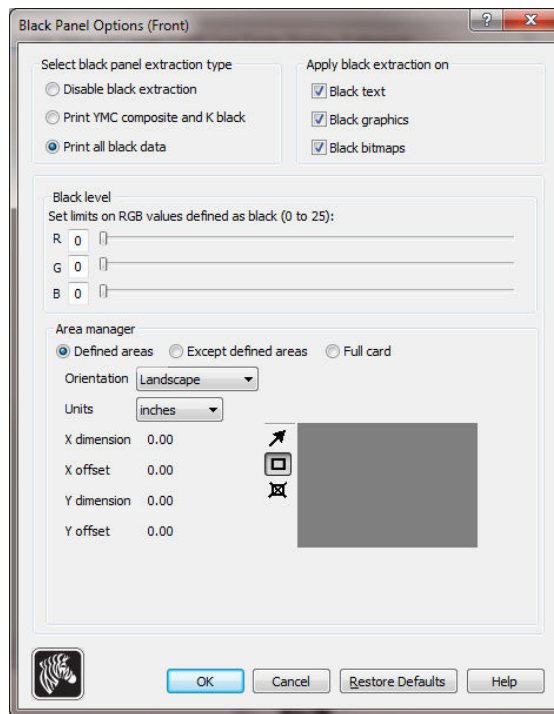 Black Panel Options (Front)
?
Select black panel extraction type
Disable black extraction
Print YMC composite and K black
Print all black data
Apply black extraction on
Black text
Black graphics
Black bitmaps
Black level
Set limits on RGB values defined as black (0 to 25):
R 0
G 0
B 0
Area manager
Defined areas Except defined areas Full card
Orientation Landscape
Units inches
X dimension 0.00
X offset 0.00
Y dimension 0.00
Y offset 0.00
OK Cancel Restore Defaults Help